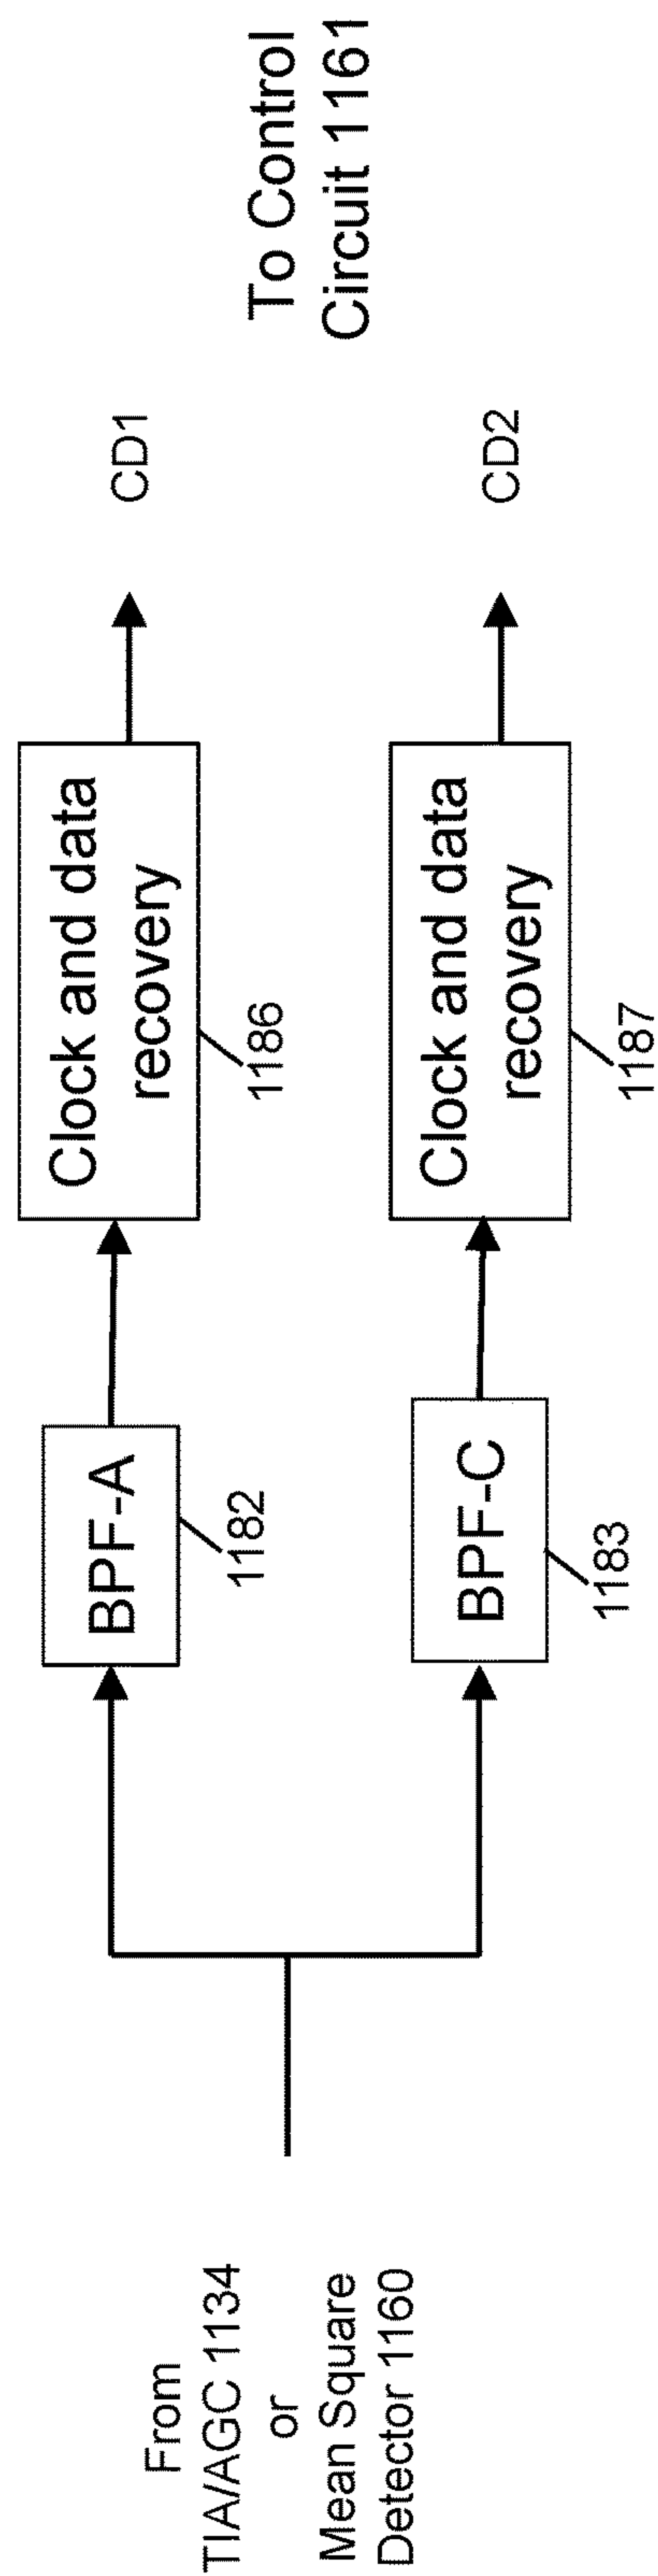 From
TIA/AGC 1134
or
Mean Square
Detector 1160
BPF-A
1182
Clock and data
recovery
1186
CD1
BPF-C
1183
Clock and data
recovery
1187
CD2
To Control
Circuit 1161